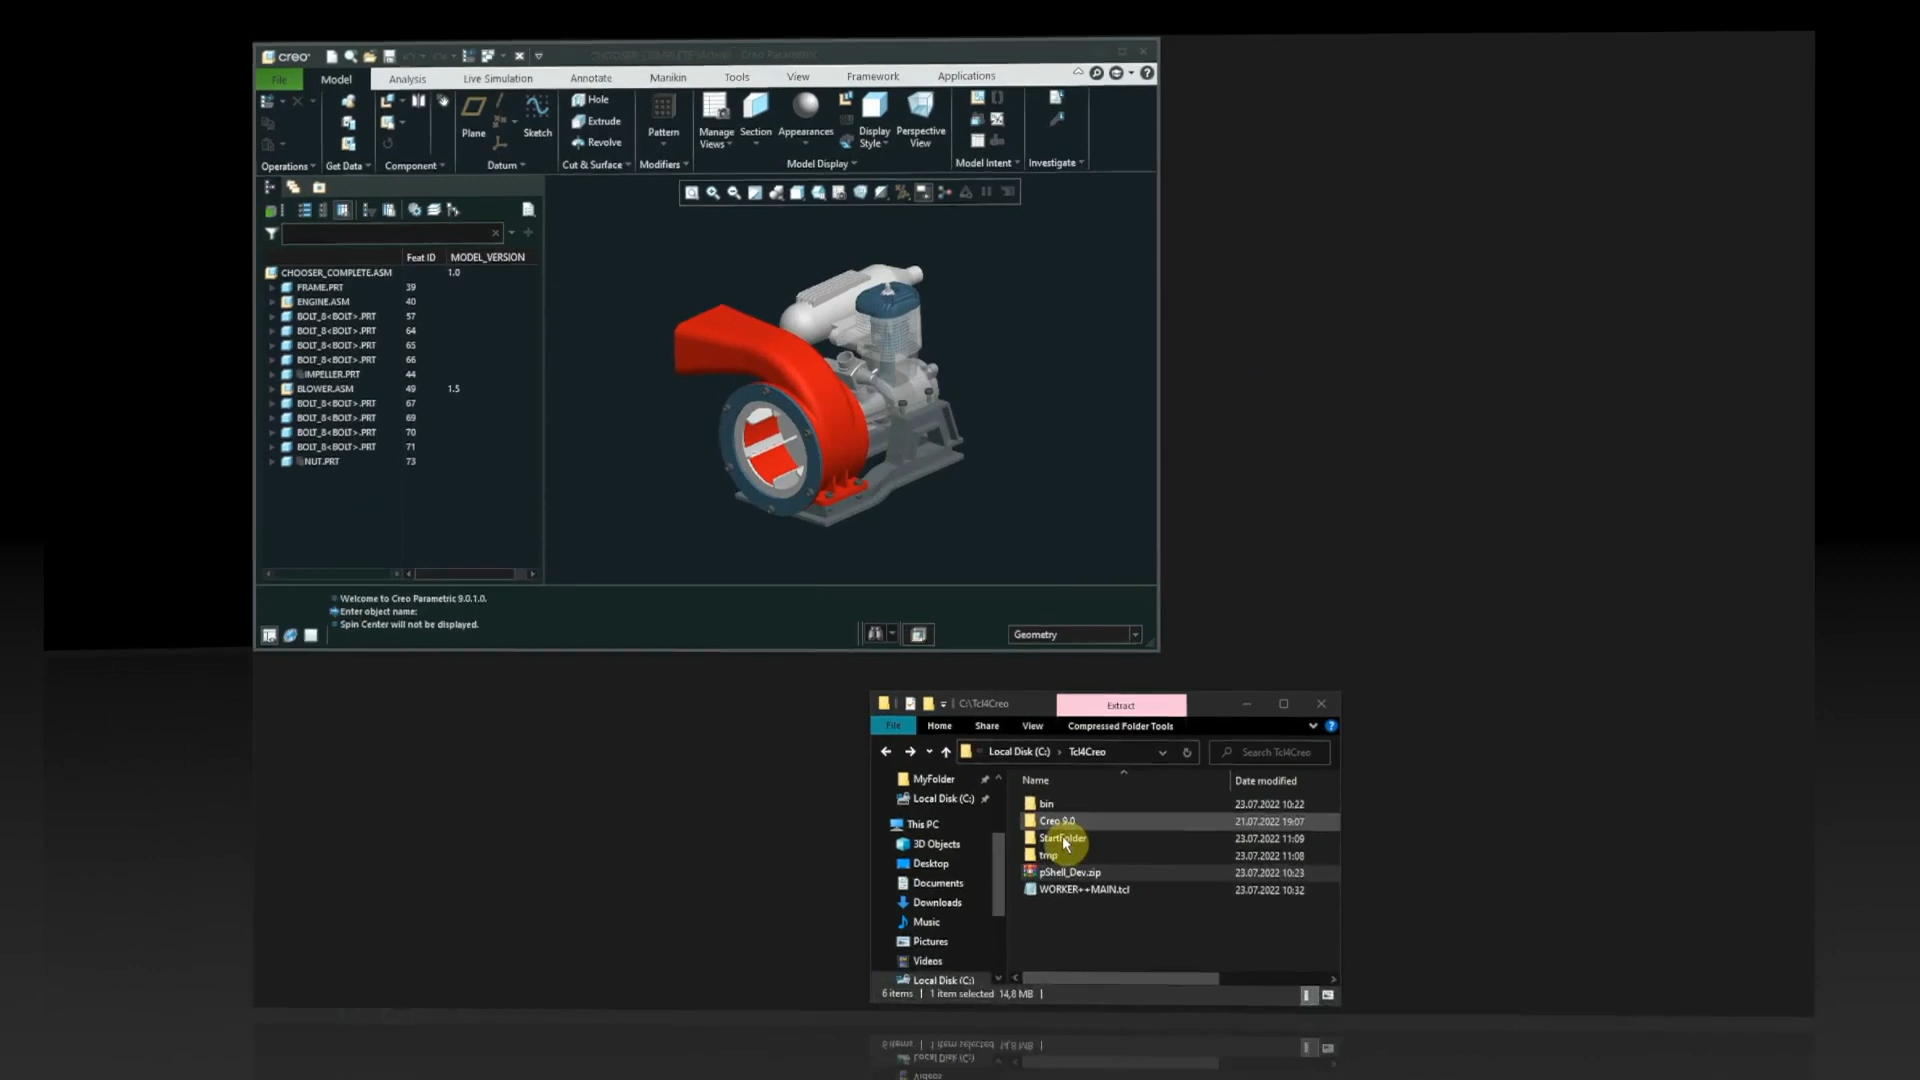 creo
CHOOSER_COMPLETE (Active) - Creo Parametric
File Model Analysis Live Simulation Annotate Manikin Tools View Framework Applications
Plane Sketch
Hole
Extrude
Revolve
Pattern
Manage Views
Section
Appearances
Display Style
Perspective View
Operations Get Data Component Datum Cut & Surface Modifiers Model Display Model Intent Investigate
Feat ID MODEL_VERSION
CHOOSER_COMPLETE.ASM 1.0
FRAME.PRT 39
ENGINE.ASM 40
BOLT_8<BOLT>.PRT 57
BOLT_8<BOLT>.PRT 64
BOLT_8<BOLT>.PRT 65
BOLT_8<BOLT>.PRT 66
IMPELLER.PRT 44
BLOWER.ASM 49 1.5
BOLT_8<BOLT>.PRT 67
BOLT_8<BOLT>.PRT 69
BOLT_8<BOLT>.PRT 70
BOLT_8<BOLT>.PRT 71
NUT.PRT 73
Welcome to Creo Parametric 9.0.1.0.
Enter object name:
Spin Center will not be displayed.
Geometry
C:\Tcl4Creo Extract
File Home Share View Compressed Folder Tools
Local Disk (C:) › Tcl4Creo Search Tcl4Creo
MyFolder
Local Disk (C:)
This PC
3D Objects
Desktop
Documents
Downloads
Music
Pictures
Videos
Local Disk (C:)
Name Date modified
bin 23.07.2022 10:22
Creo 9.0 21.07.2022 19:07
StartFolder 23.07.2022 11:09
tmp 23.07.2022 11:08
pShell_Dev.zip 23.07.2022 10:23
WORKER++MAIN.tcl 23.07.2022 10:32
6 items 1 item selected 14,8 MB